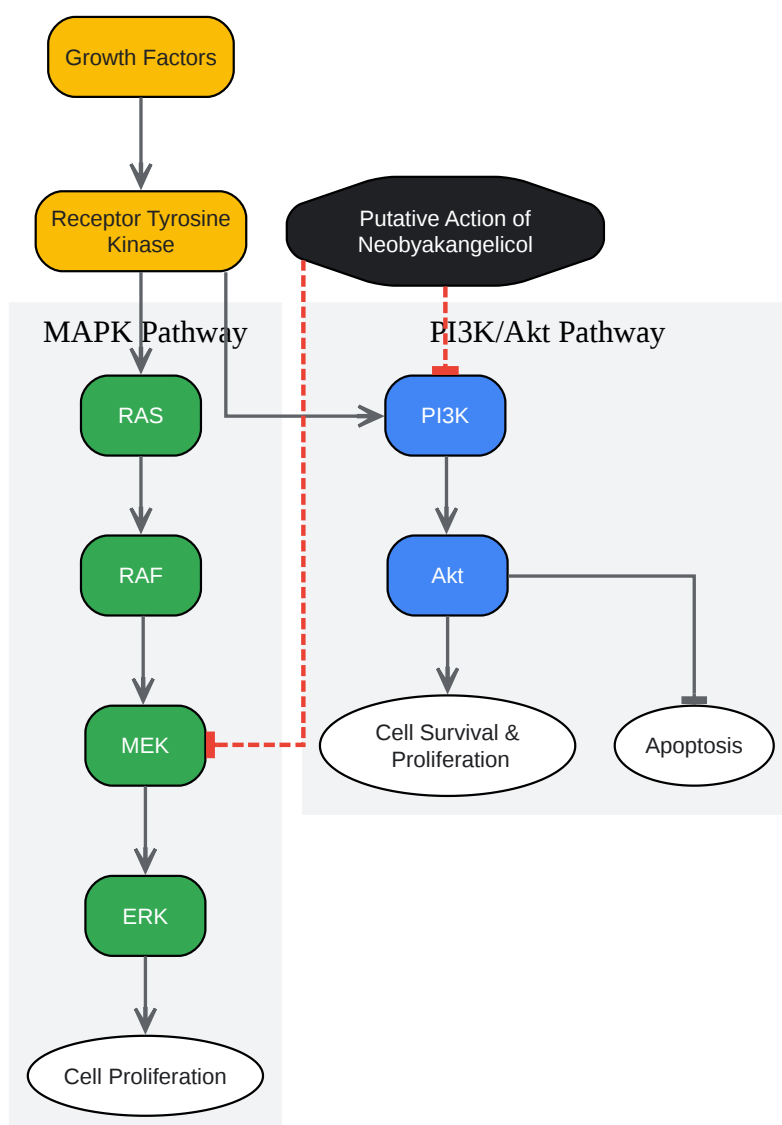 Growth Factors
Receptor Tyrosine
Kinase
Putative Action of
Neobyakangelicol
MAPK Pathway
PI3K/Akt Pathway
RAS
PI3K
RAF
Akt
MEK
Cell Survival &
Proliferation
Apoptosis
ERK
Cell Proliferation